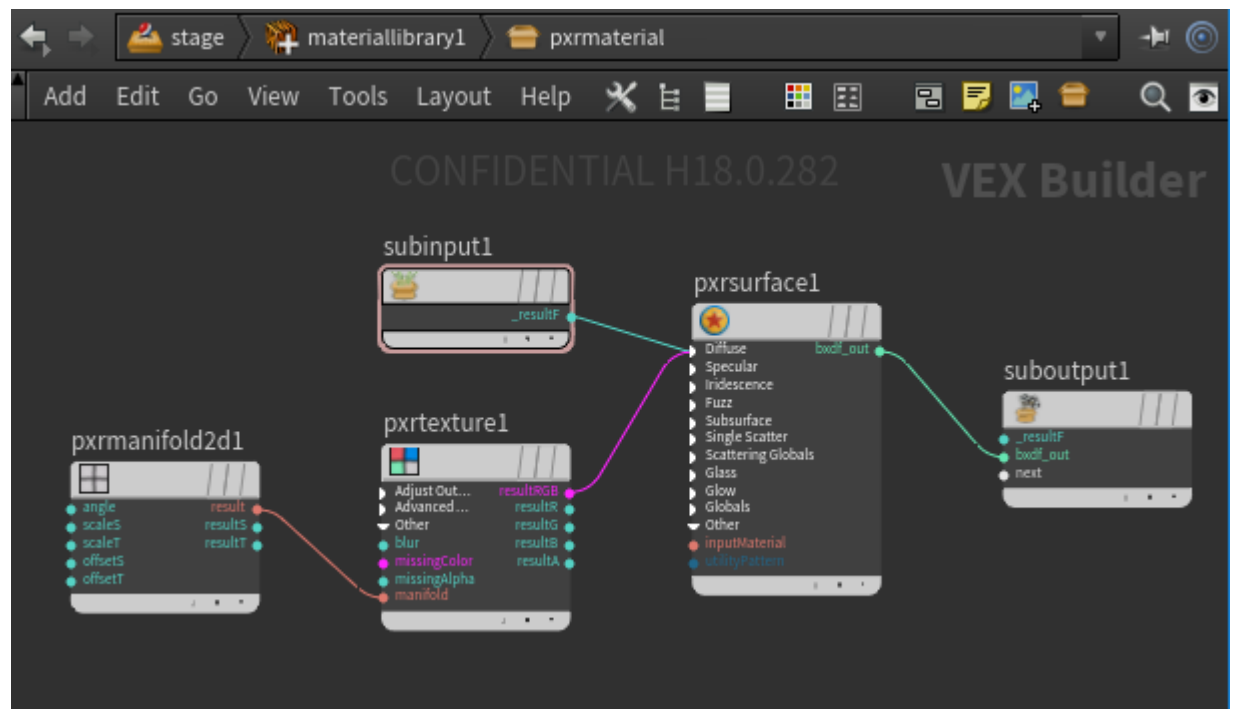 stage materiallibrary1 pxrmaterial
Add Edit Go View Tools Layout Help
CONFIDENTIAL H18.0.282
VEX Builder
subinput1
_resultF
pxrsurface1
Diffuse bxdf_out
Specular
Iridescence
Fuzz
Subsurface
Single Scatter
Scattering Globals
Glass
Glow
Globals
Other
inputMaterial
utilityPattern
suboutput1
_resultF
bxdf_out
next
pxrtexture1
Adjust Out... resultRGB
Advanced ... resultR
Other resultG
blur resultB
missingColor resultA
missingAlpha
manifold
pxrmanifold2d1
angle result
scaleS resultS
scaleT resultT
offsetS
offsetT